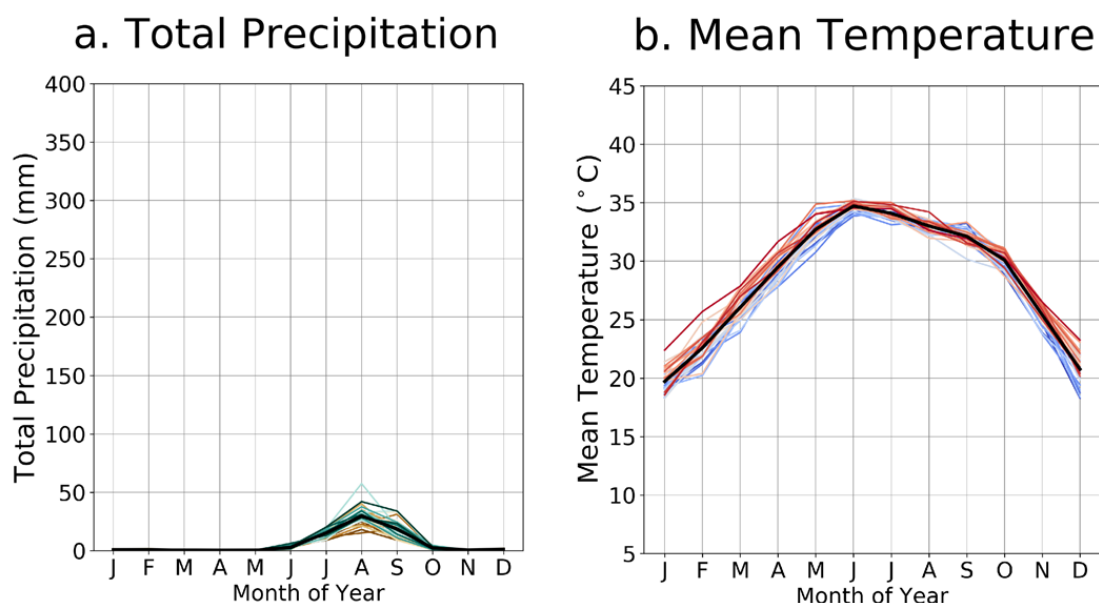 a. Total Precipitation
Total Precipitation (mm)
400
350
300
250
200
150
100
50
0
J F M A M J J A S O N D
Month of Year
b. Mean Temperature
Mean Temperature (°C)
45
40
35
30
25
20
15
10
5
J F M A M J J A S O N D
Month of Year